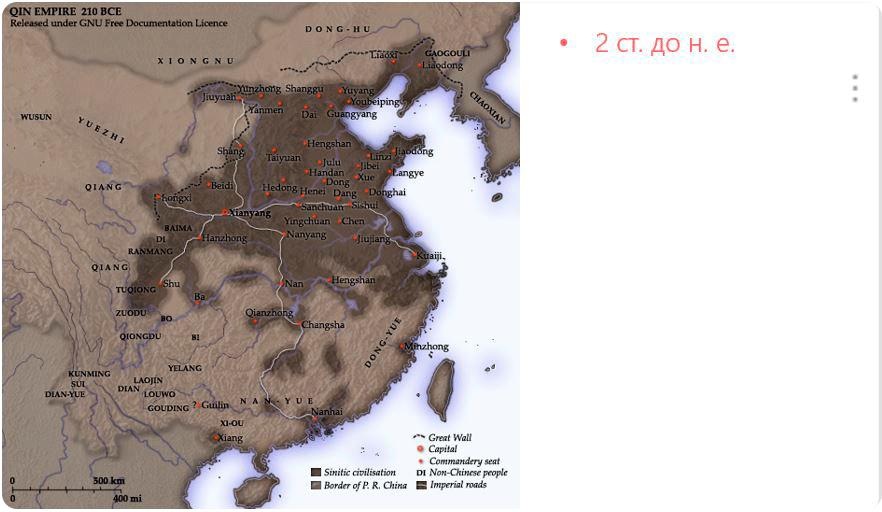 QIN EMPIRE 210 BCE
Released under GNU Free Documentation Licence
2 ст. до н. е.
DONG-HU
XIONGNU
Liaoxi
GAOGOULI
Liaodong
CHAOXIAN
Yunzhong
Shanggu
Yuyang
Jiuyuan
Youbeipingy
Yanmen
Dai
Guangyang
WUSUN
YUEZHI
Shang
Hengshan
Taiyuan
Jiaodong
Linzi
Julu
Jibei
Handan
Langye
Xue
Dong
QIANG
Beidi
Hedong
Henei
Donghai
Dang
Shongxi
Sanchuan
Sishui
Xianyang
Yingchuan
Chen
BAIMA
Nanyang
Hanzhong
Jiujiang
DI
RANMANG
Kuaiji
QIANG
Hengshan
TUQIONG
Shu
Nan
Ba
ZUODU
BO
Qianzhong
Changsha
QIONGDU
BI
DONG-YUE
Minzhong
YELANG
KUNMING
LAOJIN
SUI
DIAN
DIAN-YUE
LOUWO
GOUDING
? Guilin
NAN-YUE
Nanhai
XI-OU
Xiang
Great Wall
Capital
Commandery seat
Sinitic civilisation
DI Non-Chinese people
Border of P. R. China
Imperial roads
0 300 km
0 400 mi